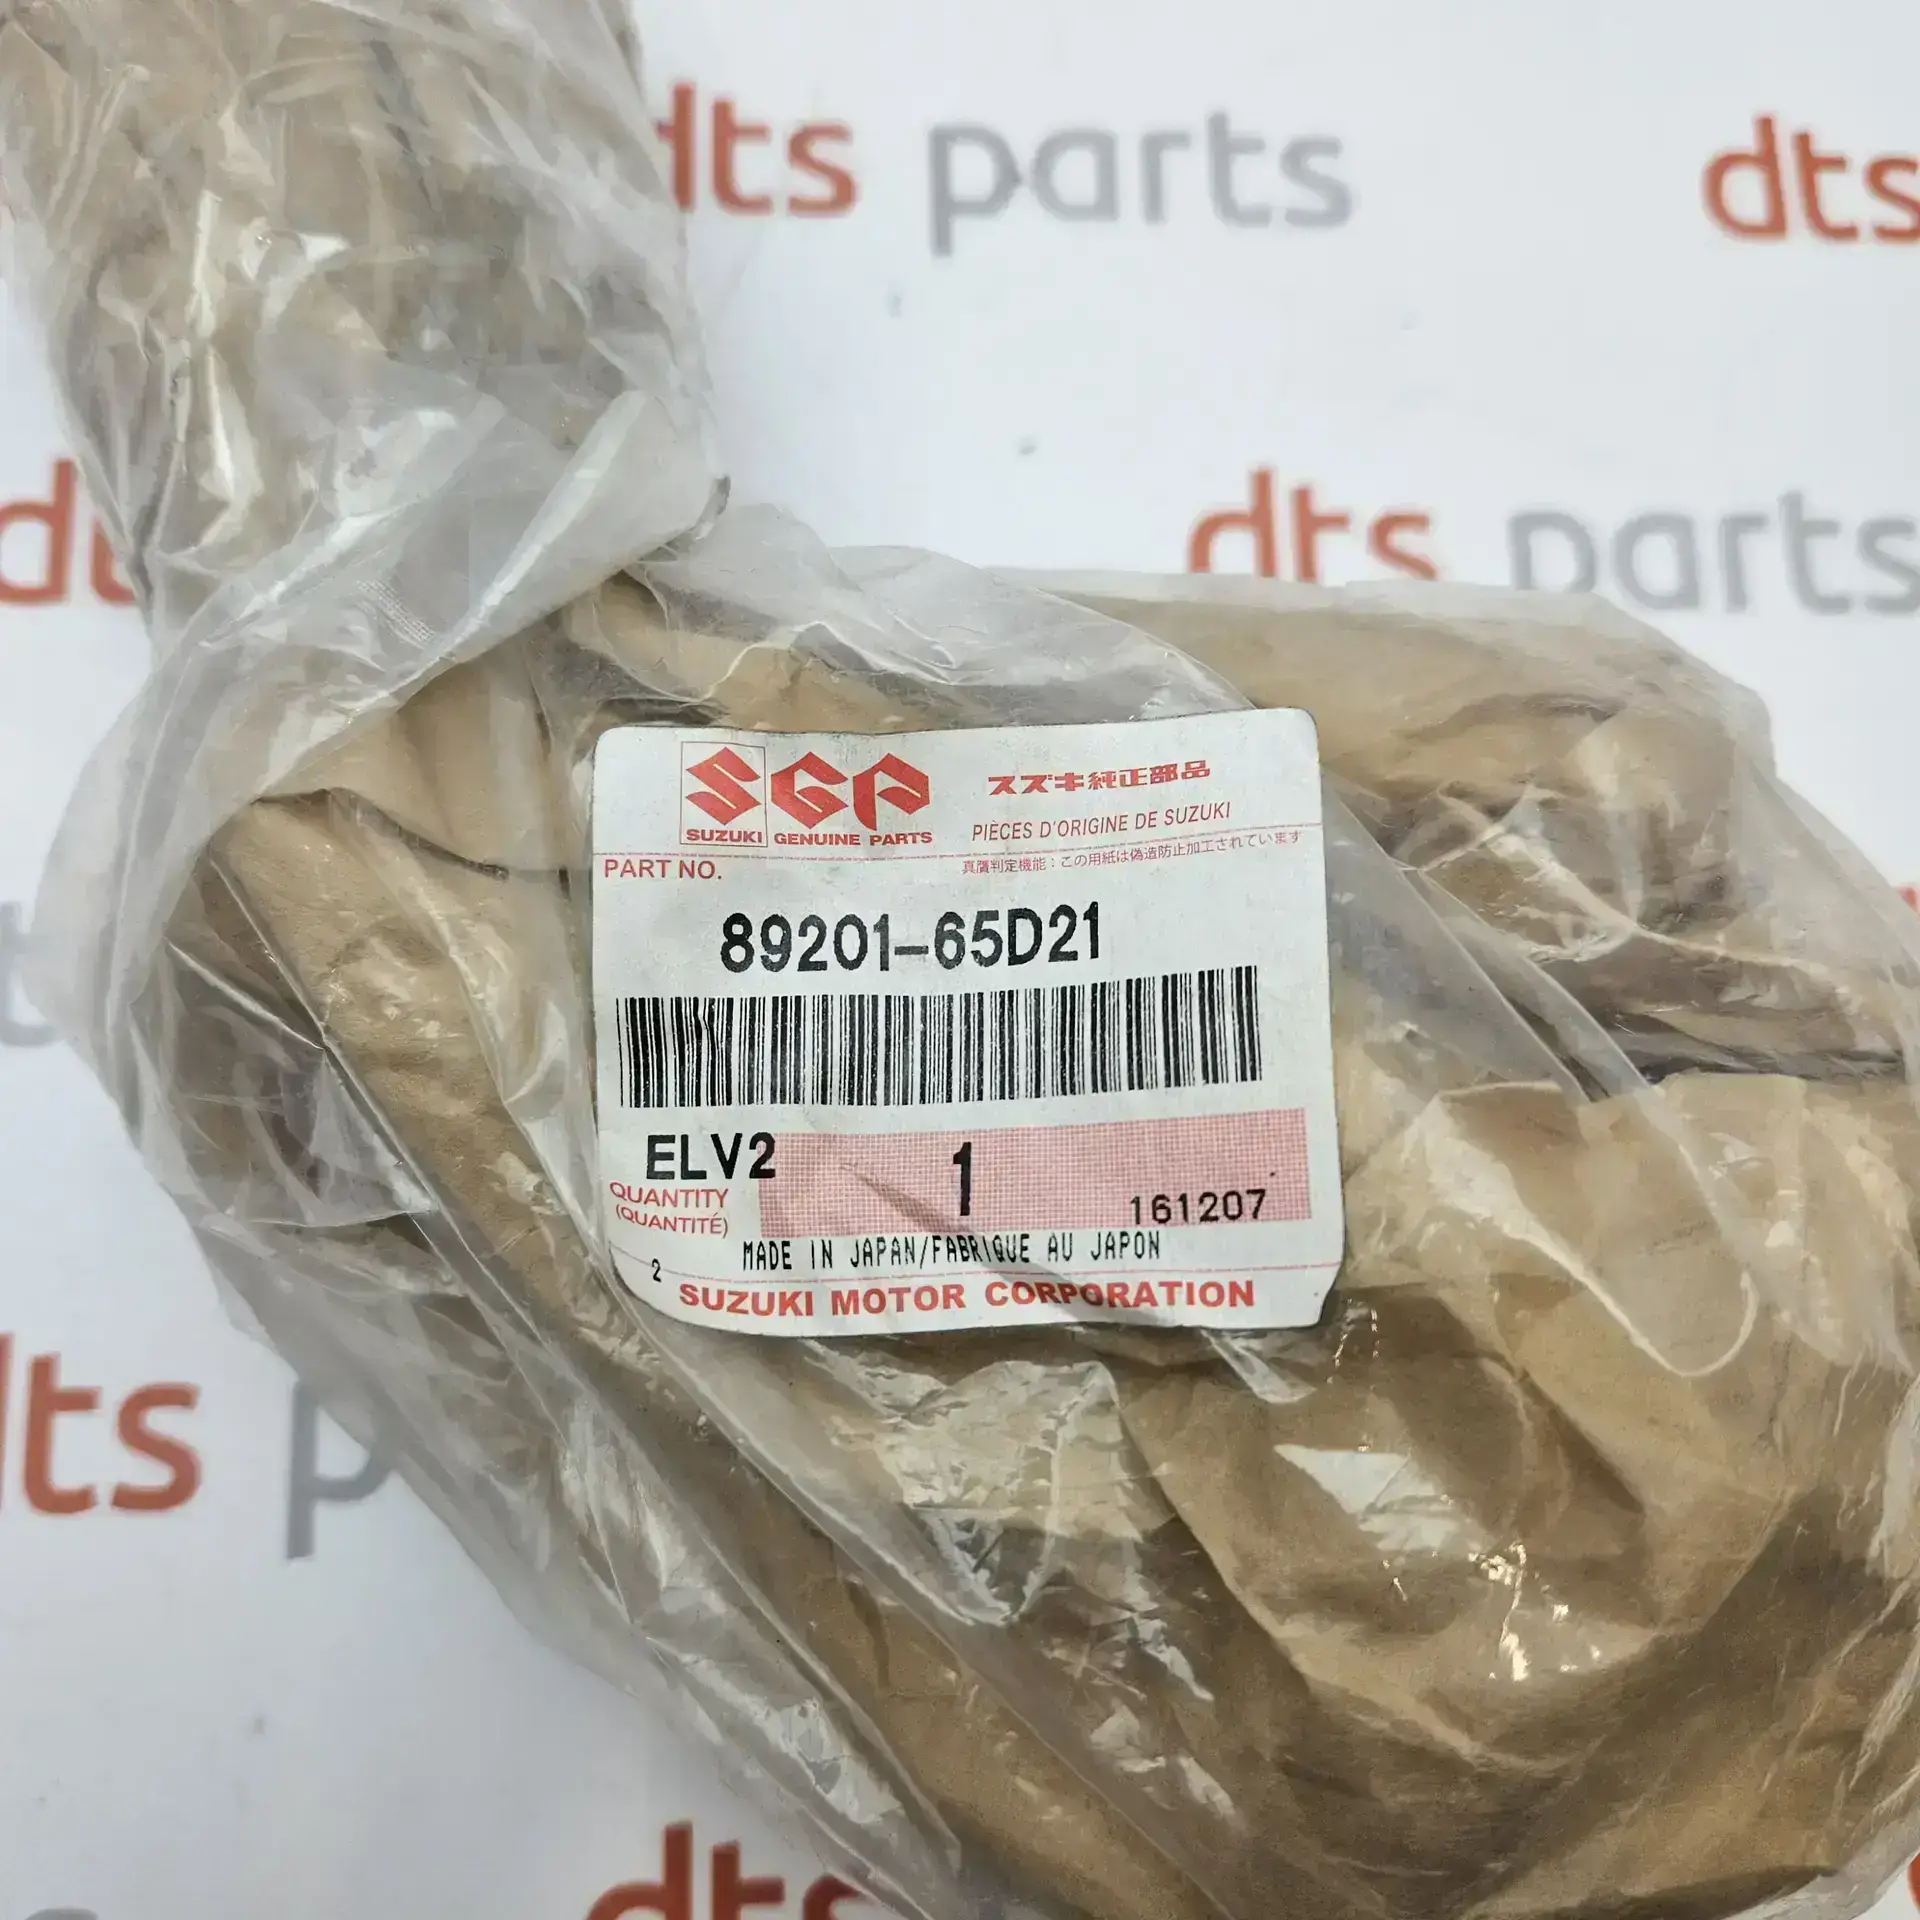 dts parts
dts
dts parts
SGP
スズキ純正部品
SUZUKI GENUINE PARTS
PIÈCES D'ORIGINE DE SUZUKI
PART NO.
真贋判定機能：この用紙は偽造防止加工されています
89201-65D21
ELV2
1
QUANTITY
(QUANTITÉ)
161207
MADE IN JAPAN/FABRIQUE AU JAPON
2
SUZUKI MOTOR CORPORATION
dts p
dts